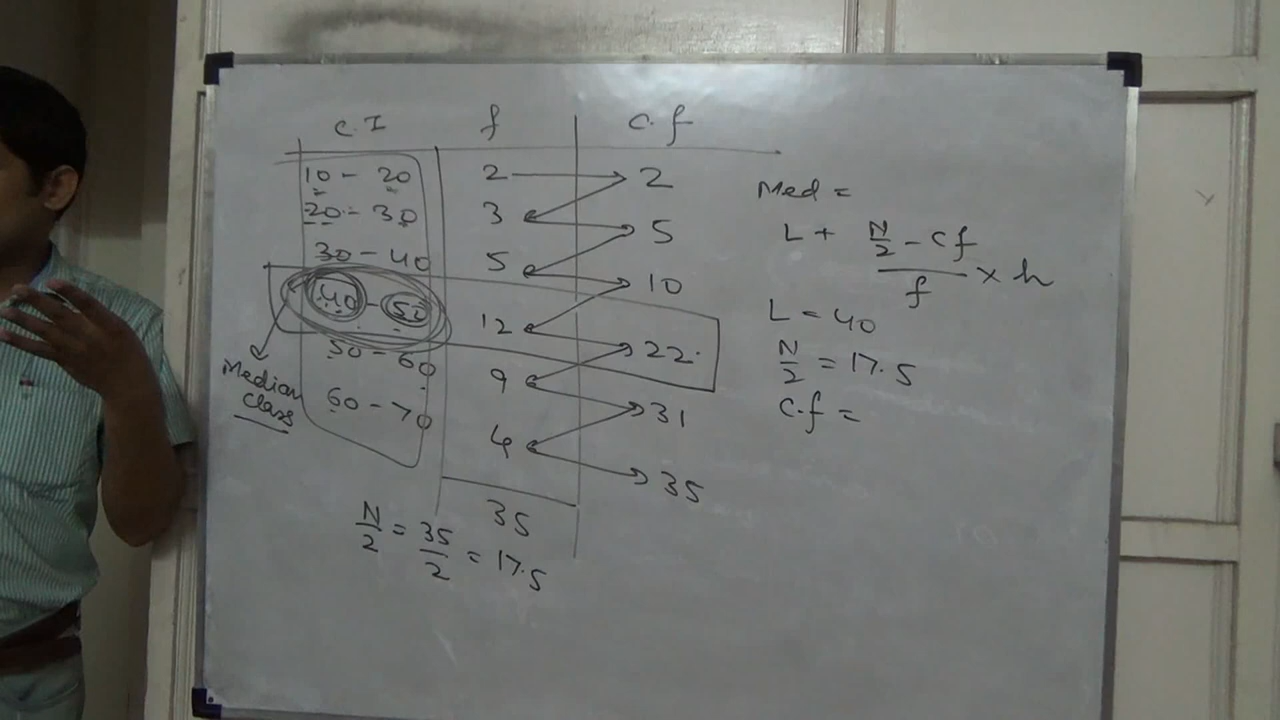 C.I f c.f
10 - 20 2 2
20 - 30 3 5
30 - 40 5 10
40 - 50 12 22
50 - 60 9 31
60 - 70 4 35
35
Median
Class
N/2 = 35/2 = 17.5
Med =
L + (N/2 - cf)/f × h
L = 40
N/2 = 17.5
c.f =